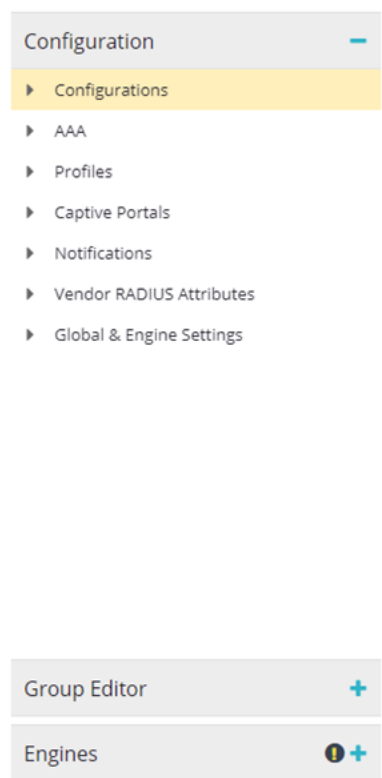 Configuration
Configurations
AAA
Profiles
Captive Portals
Notifications
Vendor RADIUS Attributes
Global & Engine Settings
Group Editor
Engines